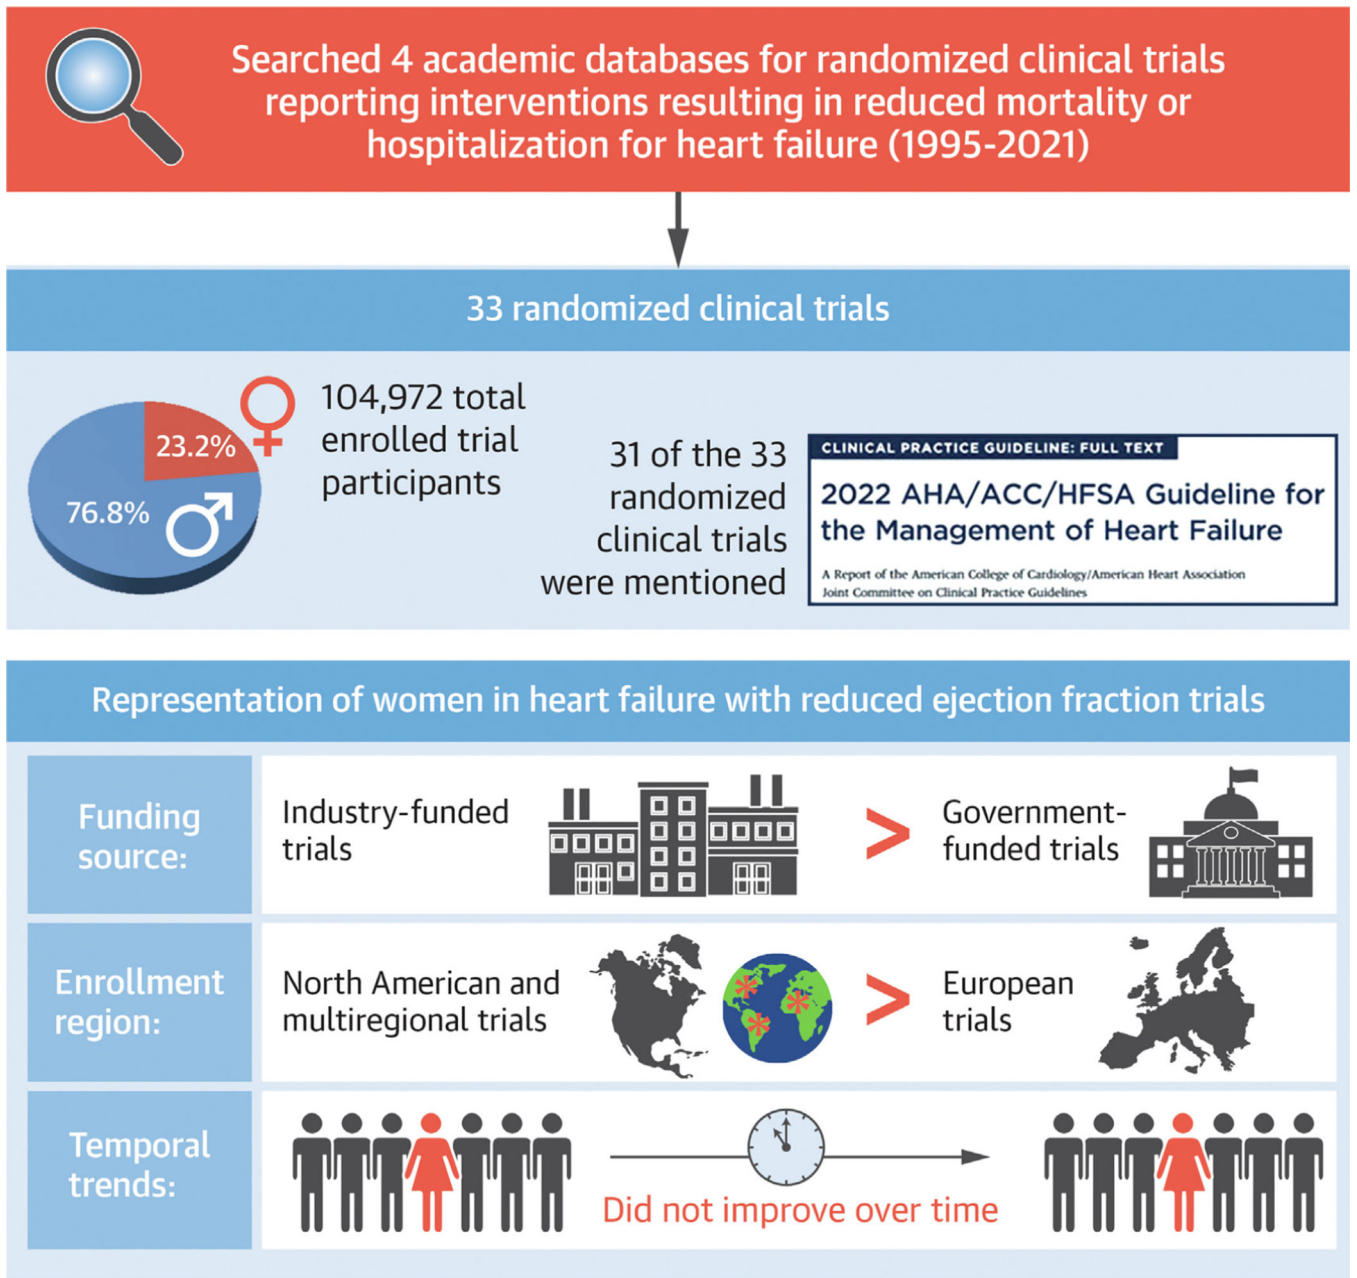 Searched 4 academic databases for randomized clinical trials
reporting interventions resulting in reduced mortality or
hospitalization for heart failure (1995-2021)
33 randomized clinical trials
23.2%
76.8%
104,972 total
enrolled trial
participants
31 of the 33
randomized
clinical trials
were mentioned
CLINICAL PRACTICE GUIDELINE: FULL TEXT
2022 AHA/ACC/HFSA Guideline for
the Management of Heart Failure
A Report of the American College of Cardiology/American Heart Association
Joint Committee on Clinical Practice Guidelines
Representation of women in heart failure with reduced ejection fraction trials
Funding
source:
Industry-funded
trials
>
Government-
funded trials
Enrollment
region:
North American and
multiregional trials
>
European
trials
Temporal
trends:
Did not improve over time